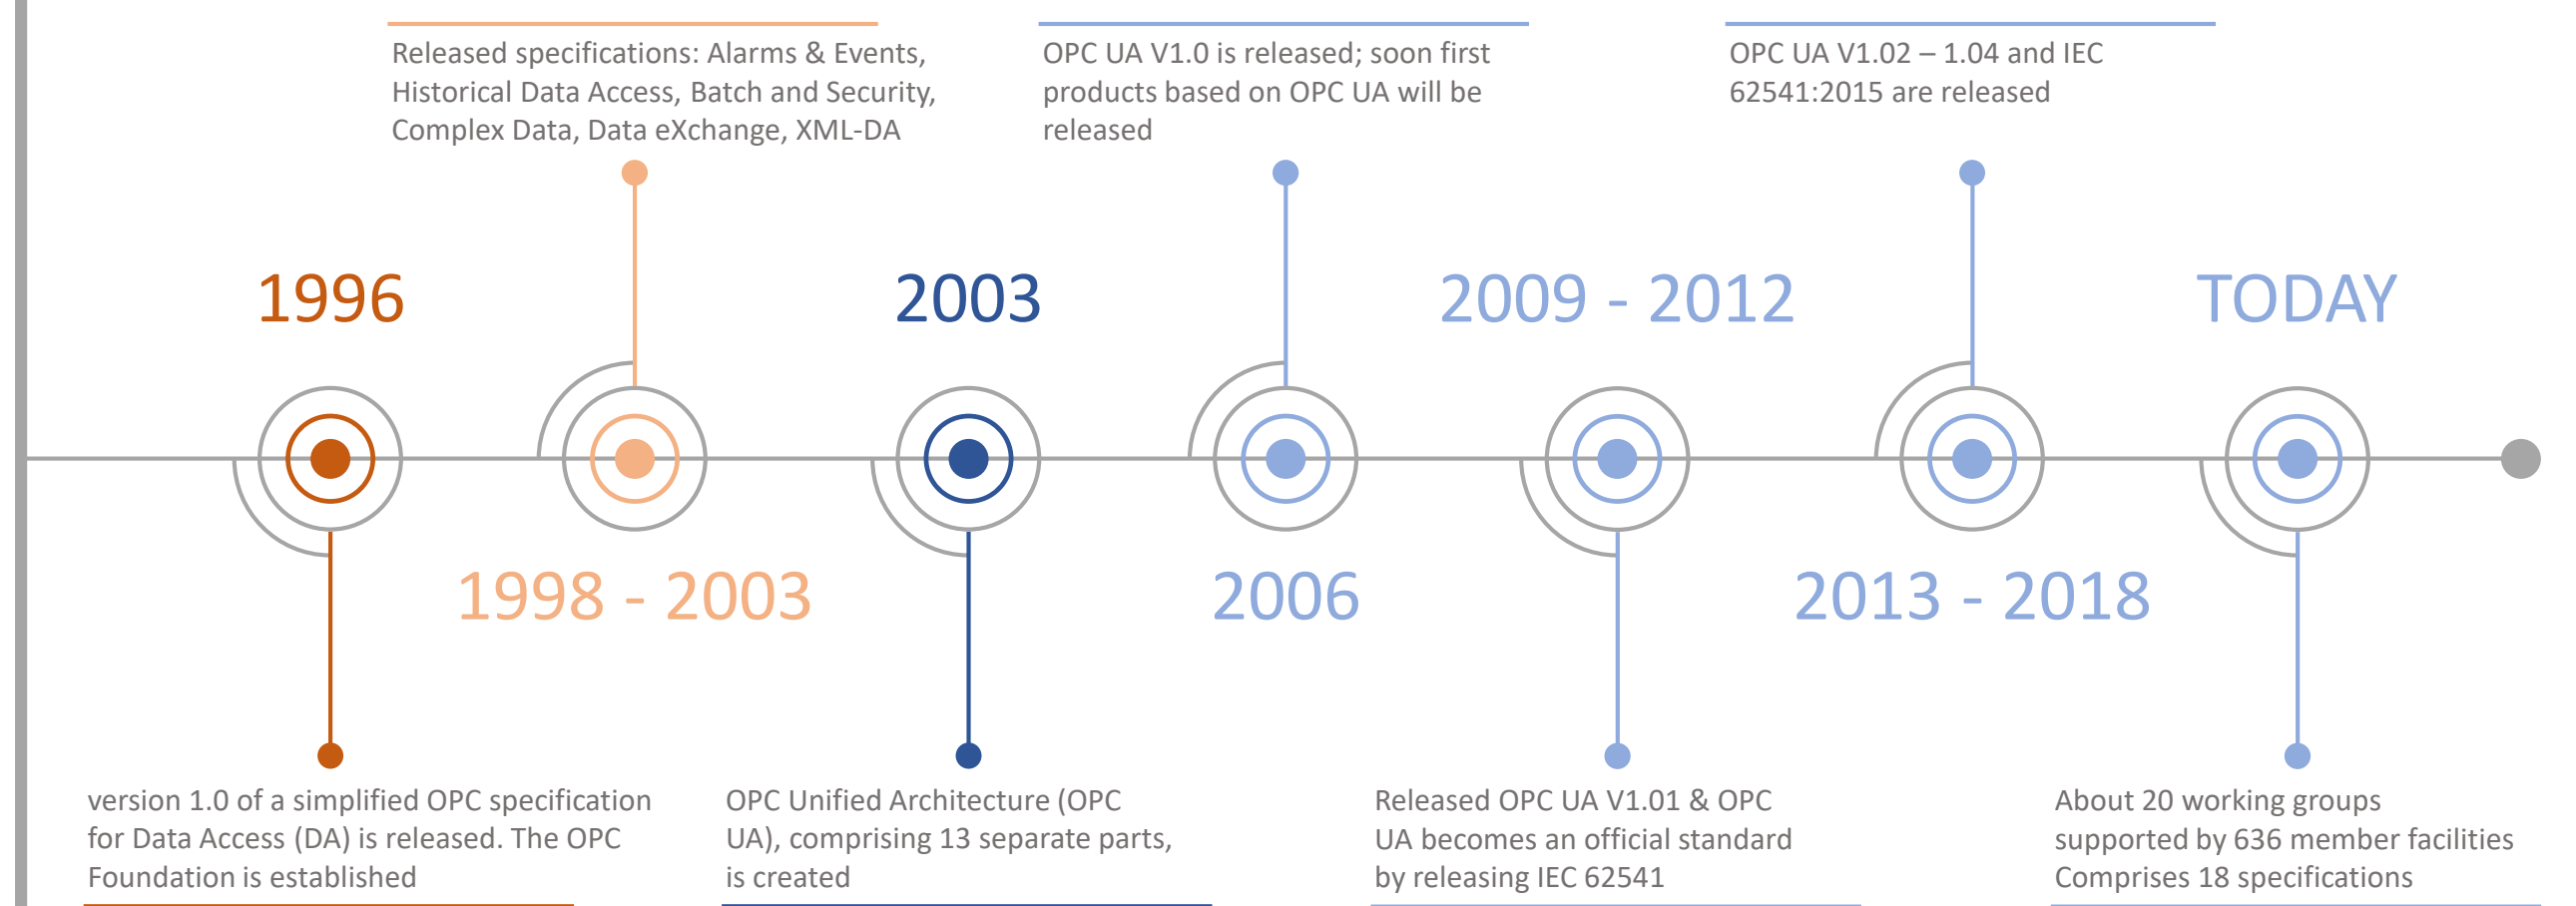 Released specifications: Alarms & Events,
Historical Data Access, Batch and Security,
Complex Data, Data eXchange, XML-DA
OPC UA V1.0 is released; soon first
products based on OPC UA will be
released
OPC UA V1.02 – 1.04 and IEC
62541:2015 are released
1996
2003
2009 - 2012
TODAY
1998 - 2003
2006
2013 - 2018
version 1.0 of a simplified OPC specification
for Data Access (DA) is released. The OPC
Foundation is established
OPC Unified Architecture (OPC
UA), comprising 13 separate parts,
is created
Released OPC UA V1.01 & OPC
UA becomes an official standard
by releasing IEC 62541
About 20 working groups
supported by 636 member facilities
Comprises 18 specifications